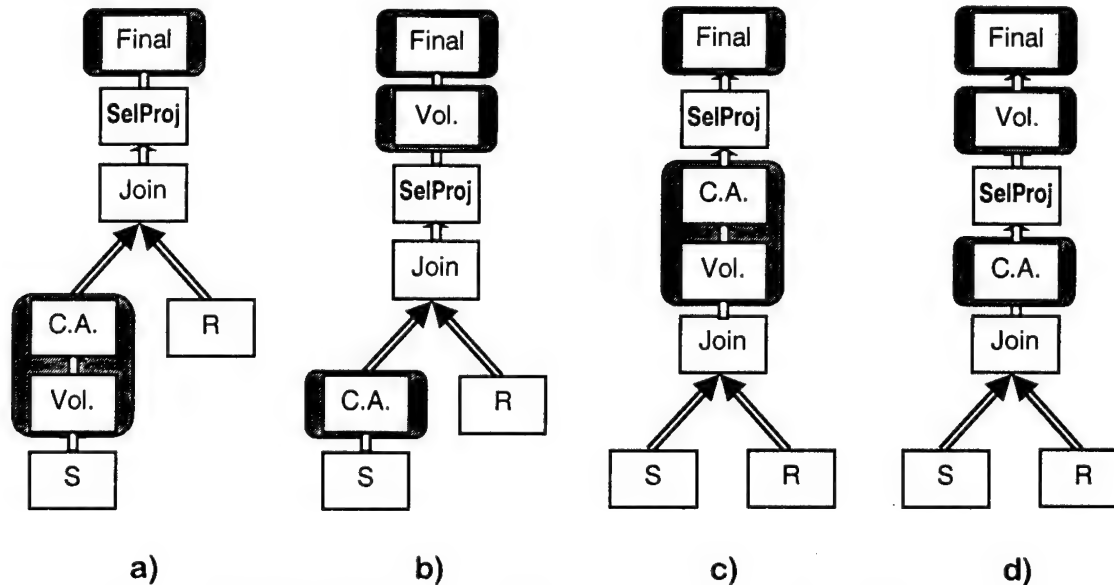 Final
SelProj
Join
C.A.
Vol.
S
R
a)
Final
Vol.
SelProj
Join
C.A.
S
R
b)
Final
SelProj
C.A.
Vol.
Join
S
R
c)
Final
Vol.
SelProj
C.A.
Join
S
R
d)